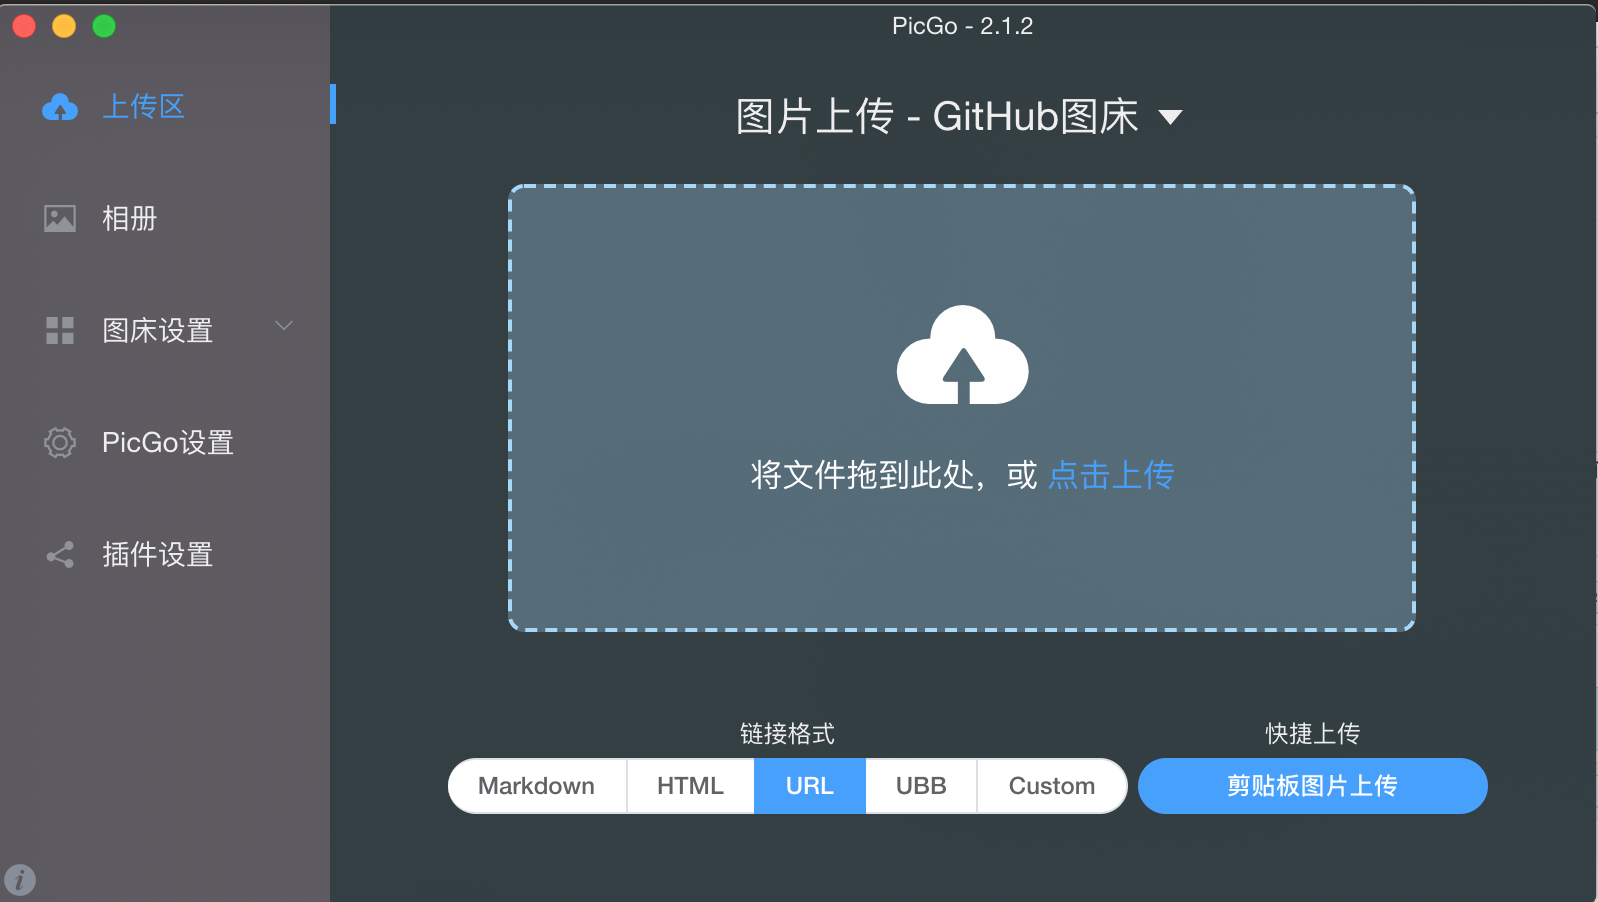 PicGo - 2.1.2
上传区
相册
图床设置
PicGo设置
插件设置
图片上传 - GitHub图床
将文件拖到此处，或 点击上传
链接格式
Markdown HTML URL UBB Custom
快捷上传
剪贴板图片上传
i